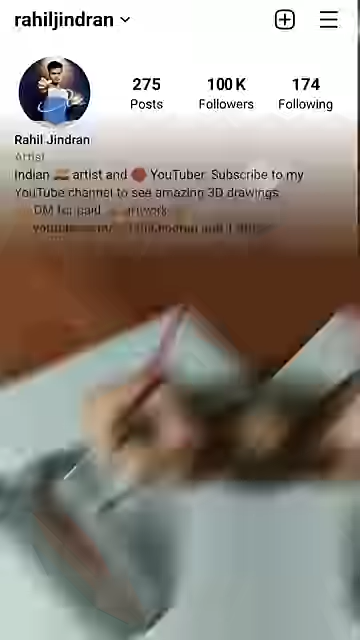 rahiljindran
275 100K 174
Posts Followers Following
Rahil Jindran
Artist
Indian artist and YouTuber. Subscribe to my
YouTube channel to see amazing 3D drawings.
DM for paid artwork